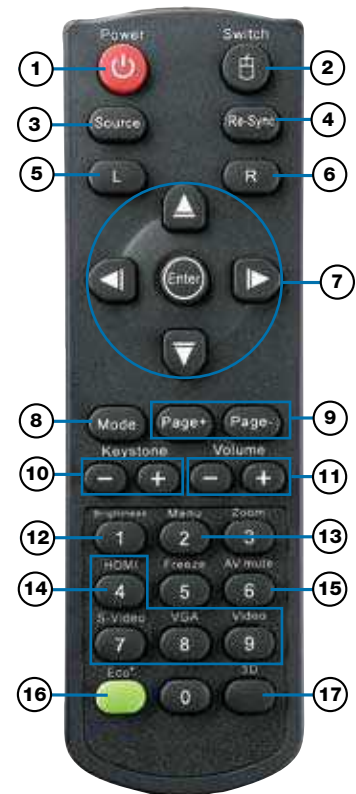 Power Switch
1 2
3 Source Re-Sync 4
5 L R 6
Enter 7
8 Mode Page+ Page- 9
Keystone Volume
10 − + − + 11
Brightness Menu Zoom
12 1 2 3 13
HDMI Freeze AV mute
14 4 5 6 15
S-Video VGA Video
7 8 9
Eco+ 3D
16 0 17